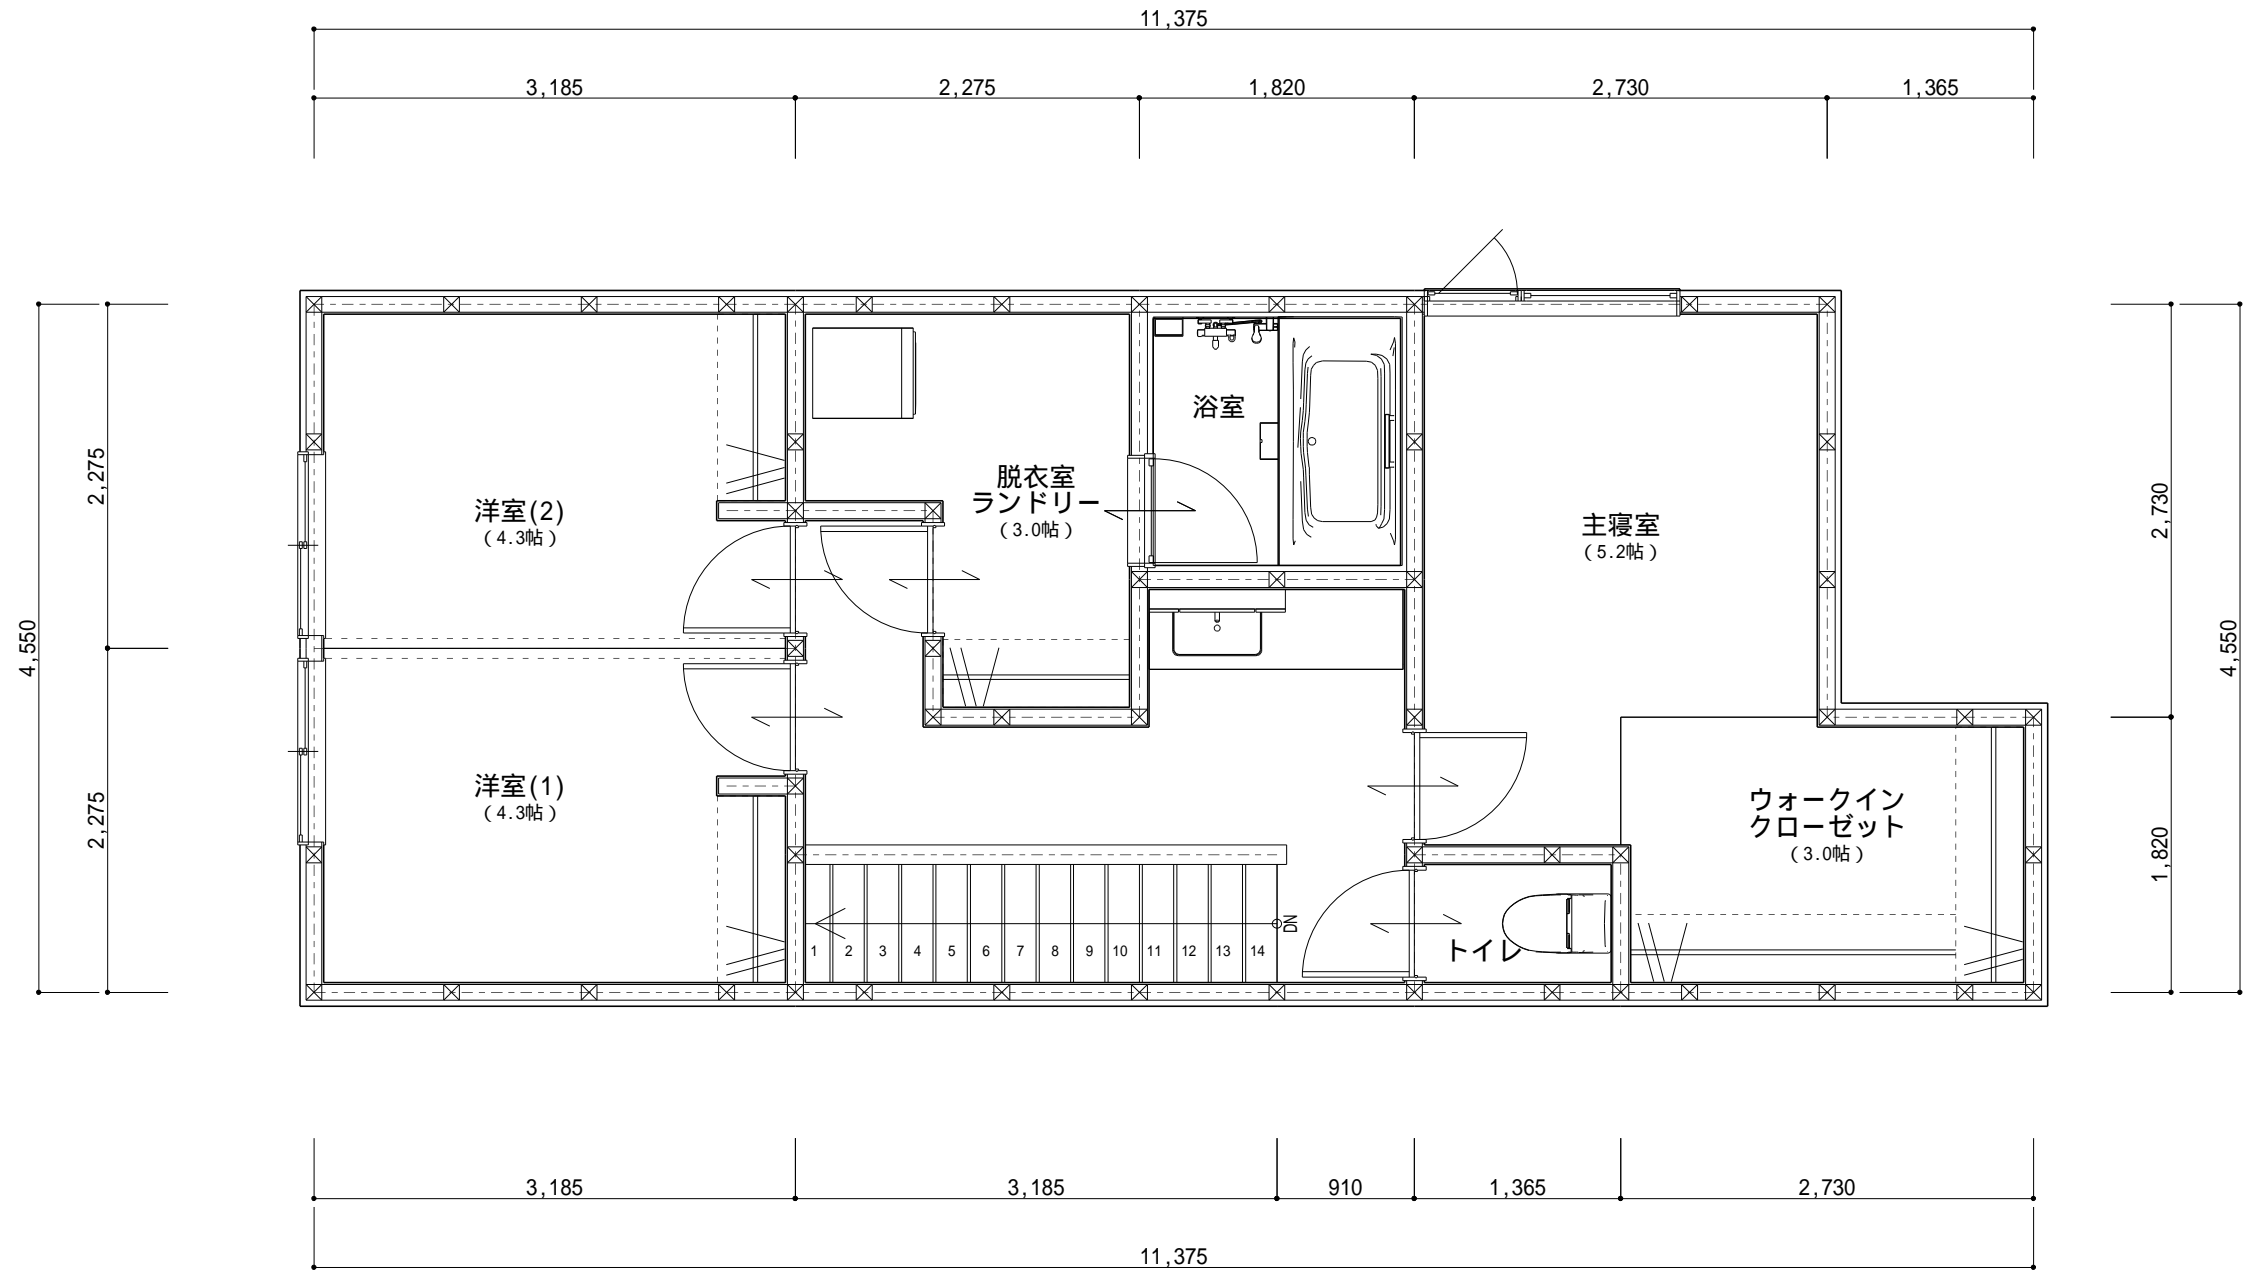 11,375
3,185
2,275
1,820
2,730
1,365
4,550
2,275
2,275
洋室(2)
(4.3帖)
脱衣室
ランドリー
(3.0帖)
浴室
主寝室
(5.2帖)
2,730
4,550
1,820
洋室(1)
(4.3帖)
ウォークイン
クローゼット
(3.0帖)
DN
1 2 3 4 5 6 7 8 9 10 11 12 13 14
トイレ
3,185
3,185
910
1,365
2,730
11,375